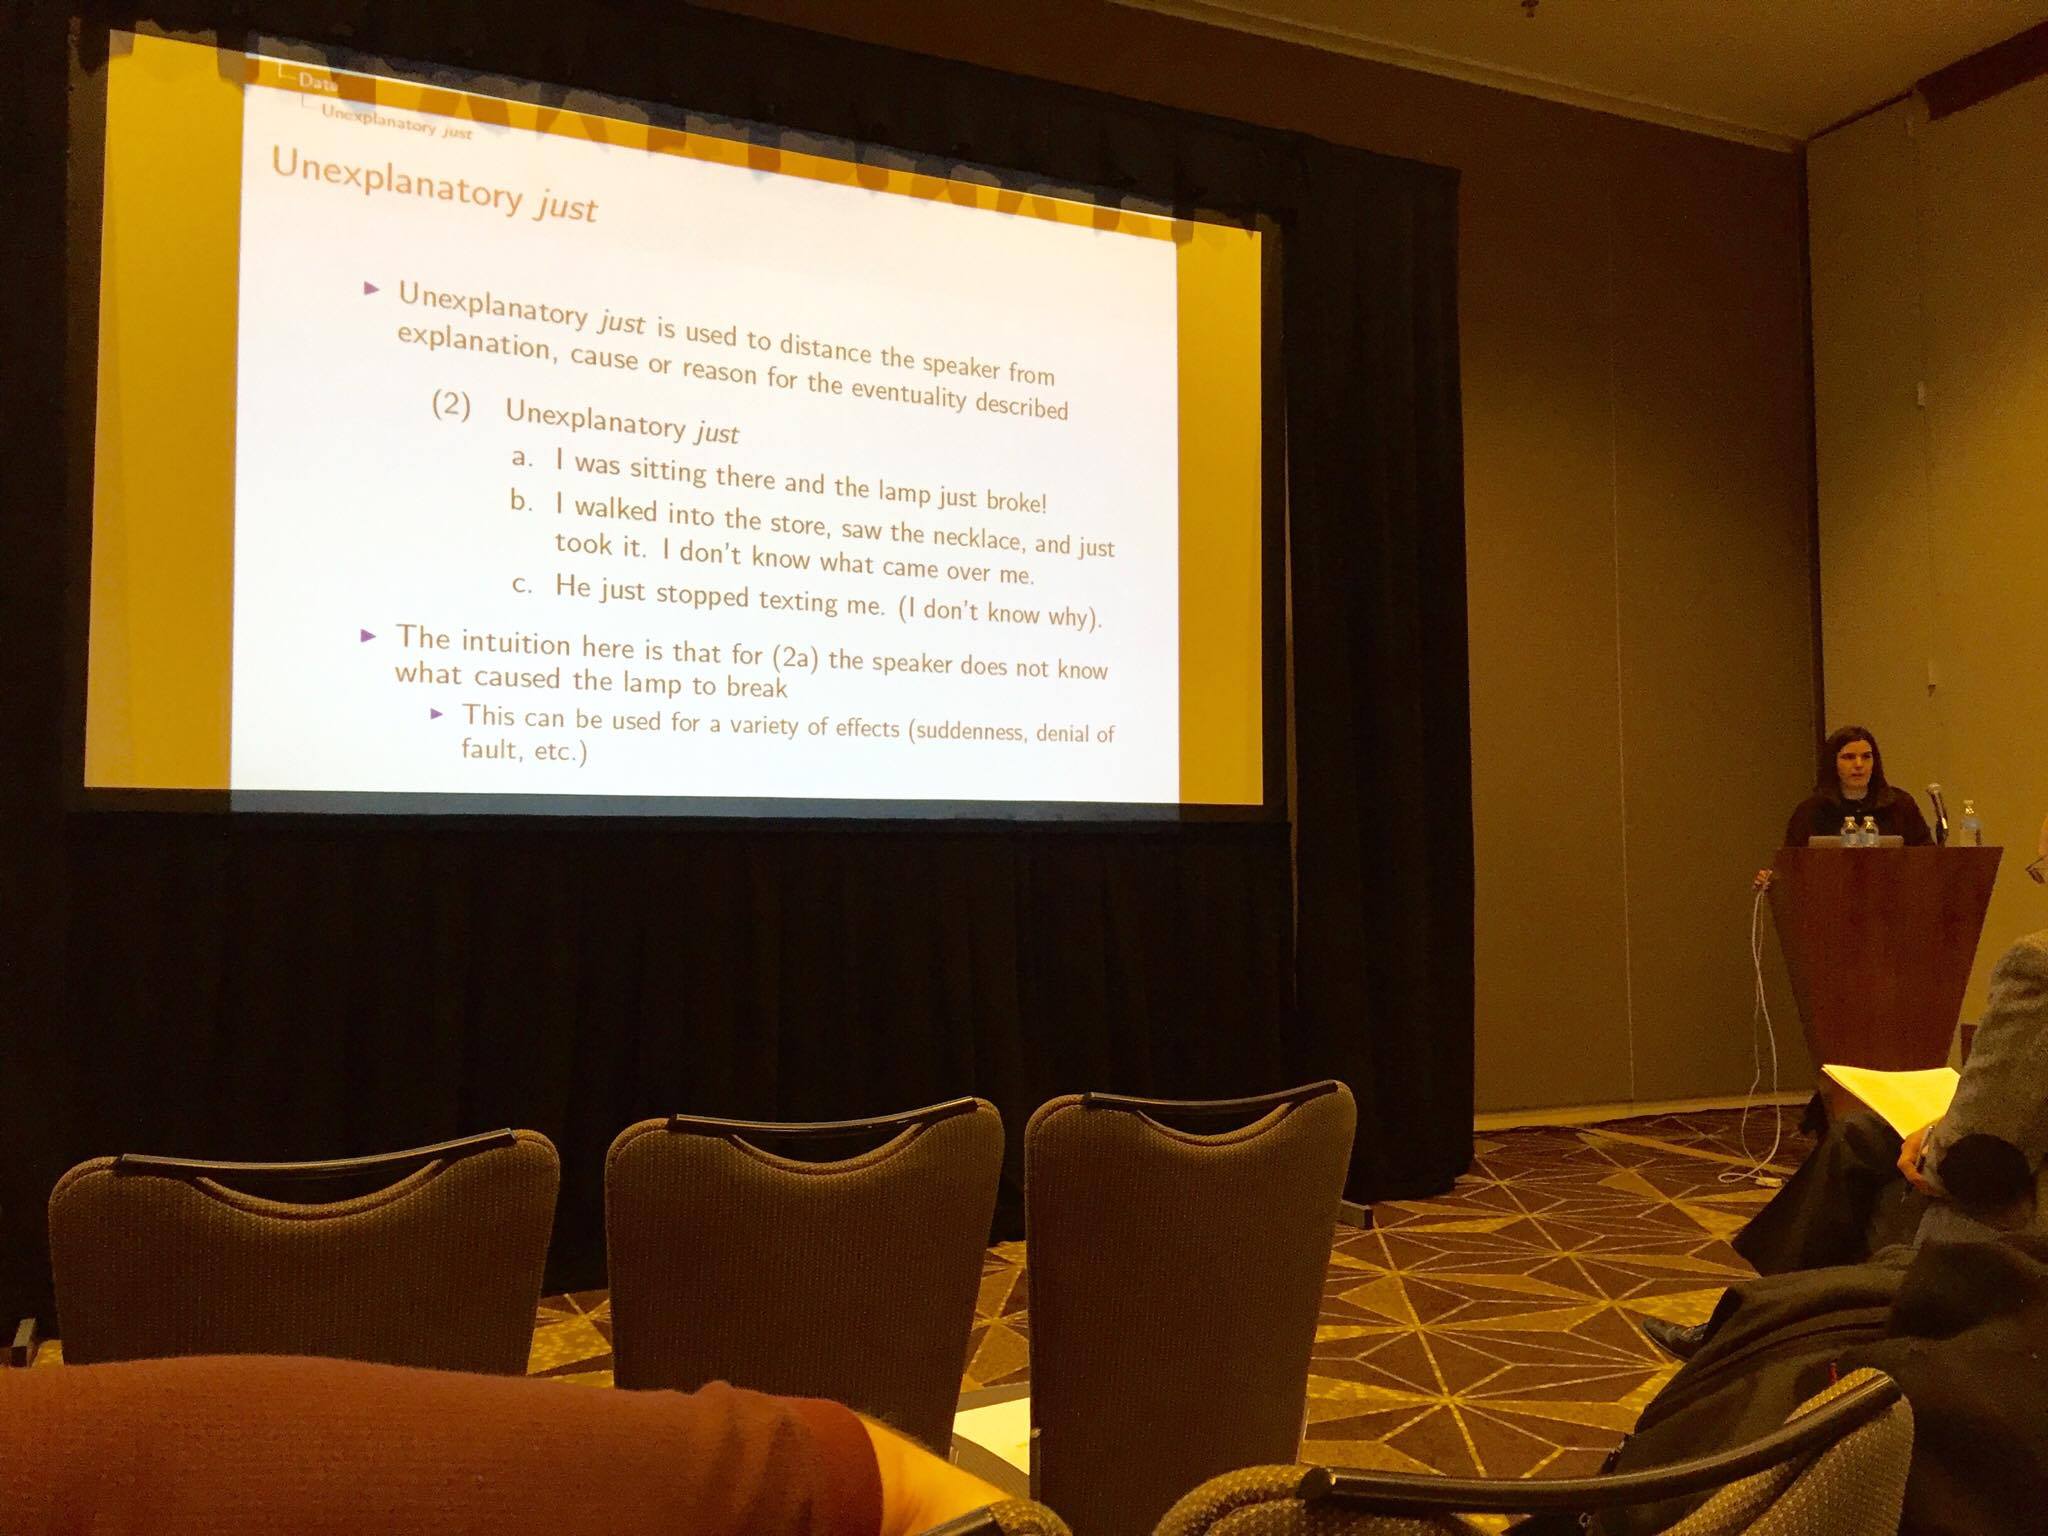 Data
Unexplanatory just
Unexplanatory just
Unexplanatory just is used to distance the speaker from
explanation, cause or reason for the eventuality described
(2) Unexplanatory just
a. I was sitting there and the lamp just broke!
b. I walked into the store, saw the necklace, and just
took it. I don't know what came over me.
c. He just stopped texting me. (I don't know why).
The intuition here is that for (2a) the speaker does not know
what caused the lamp to break
This can be used for a variety of effects (suddenness, denial of
fault, etc.)